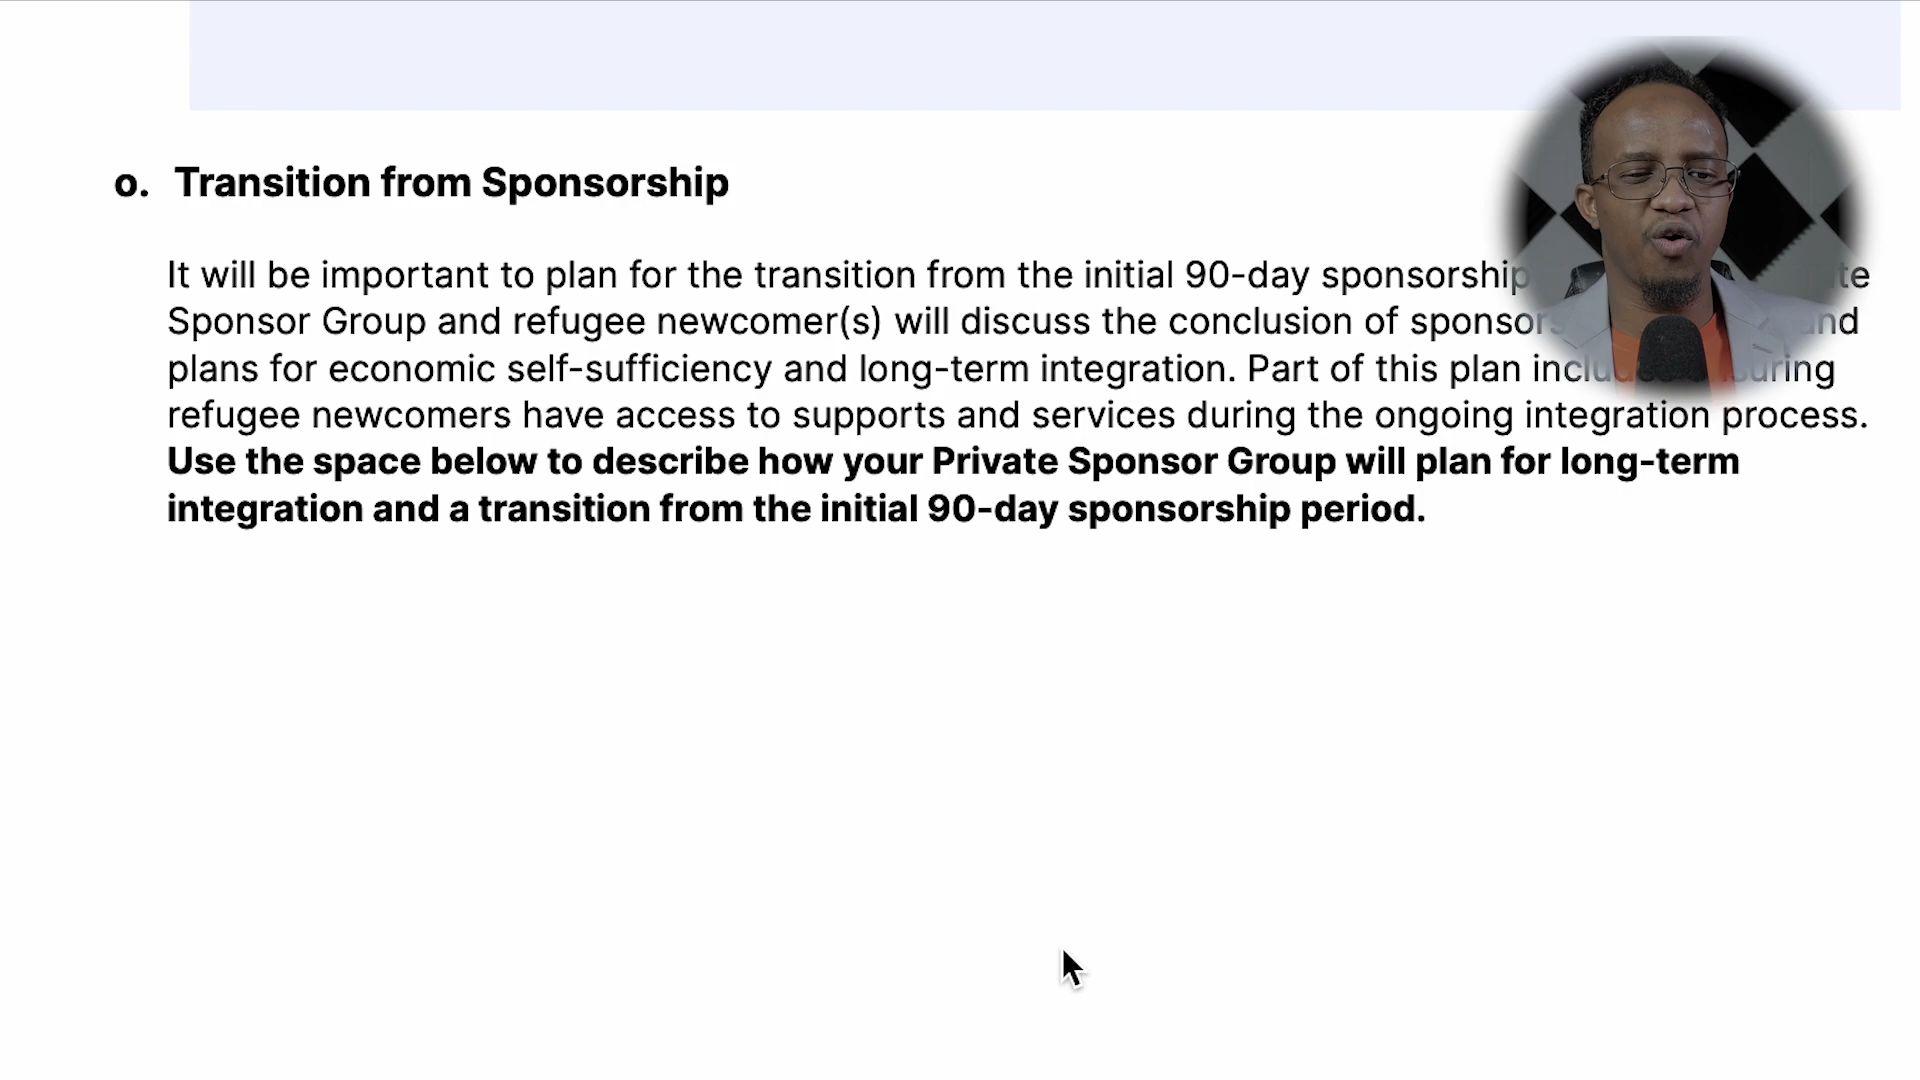 o. Transition from Sponsorship
It will be important to plan for the transition from the initial 90-day sponsorship
Sponsor Group and refugee newcomer(s) will discuss the conclusion of and
plans for economic self-sufficiency and long-term integration. Part of this plan
refugee newcomers have access to supports and services during the ongoing integration process.
Use the space below to describe how your Private Sponsor Group will plan for long-term
integration and a transition from the initial 90-day sponsorship period.